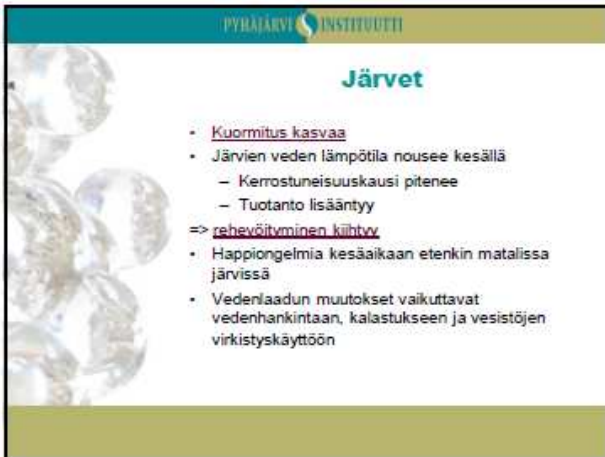 PYHÄJÄRVI INSTITUUTTI
Järvet
• Kuormitus kasvaa
• Järvien veden lämpötila nousee kesällä
– Kerrostuneisuuskausi pitenee
– Tuotanto lisääntyy
=> rehevöityminen kiihtyy
• Happiongelmia kesäaikaan etenkin matalissa
järvissä
• Vedenlaadun muutokset vaikuttavat
vedenhankintaan, kalastukseen ja vesistöjen
virkistyskäyttöön